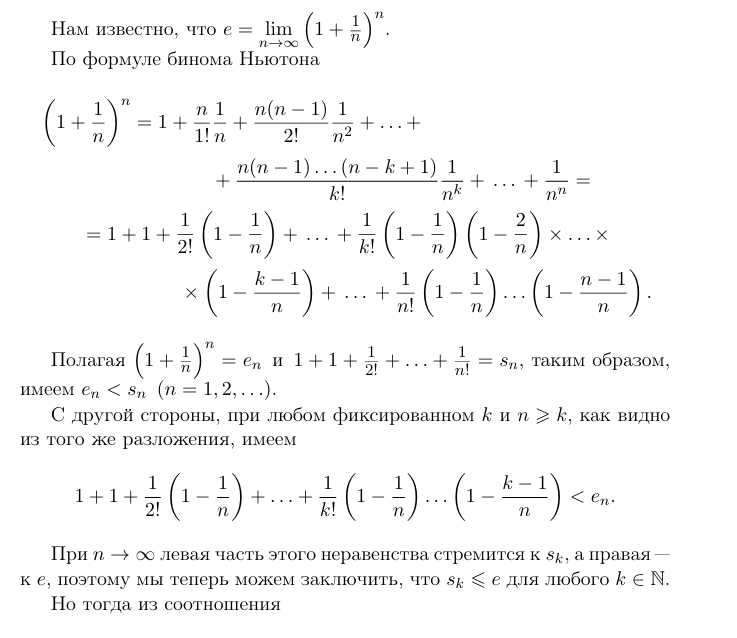 Нам известно, что $e = \lim\limits_{n\to\infty} \left(1 + \frac{1}{n}\right)^n$.
По формуле бинома Ньютона
$\left(1 + \frac{1}{n}\right)^n = 1 + \frac{n}{1!}\frac{1}{n} + \frac{n(n-1)}{2!}\frac{1}{n^2} + \ldots +$
$+ \frac{n(n-1)\ldots(n-k+1)}{k!}\frac{1}{n^k} + \ldots + \frac{1}{n^n} =$
$= 1 + 1 + \frac{1}{2!}\left(1 - \frac{1}{n}\right) + \ldots + \frac{1}{k!}\left(1 - \frac{1}{n}\right)\left(1 - \frac{2}{n}\right) \times \ldots \times$
$\times \left(1 - \frac{k-1}{n}\right) + \ldots + \frac{1}{n!}\left(1 - \frac{1}{n}\right) \ldots \left(1 - \frac{n-1}{n}\right).$
Полагая $\left(1 + \frac{1}{n}\right)^n = e_n$ и $1 + 1 + \frac{1}{2!} + \ldots + \frac{1}{n!} = s_n$, таким образом,
имеем $e_n < s_n$ $(n = 1, 2, \ldots)$.
С другой стороны, при любом фиксированном $k$ и $n \geqslant k$, как видно
из того же разложения, имеем
$1 + 1 + \frac{1}{2!}\left(1 - \frac{1}{n}\right) + \ldots + \frac{1}{k!}\left(1 - \frac{1}{n}\right) \ldots \left(1 - \frac{k-1}{n}\right) < e_n.$
При $n \to \infty$ левая часть этого неравенства стремится к $s_k$, а правая —
к $e$, поэтому мы теперь можем заключить, что $s_k \leqslant e$ для любого $k \in \mathbb{N}$.
Но тогда из соотношения